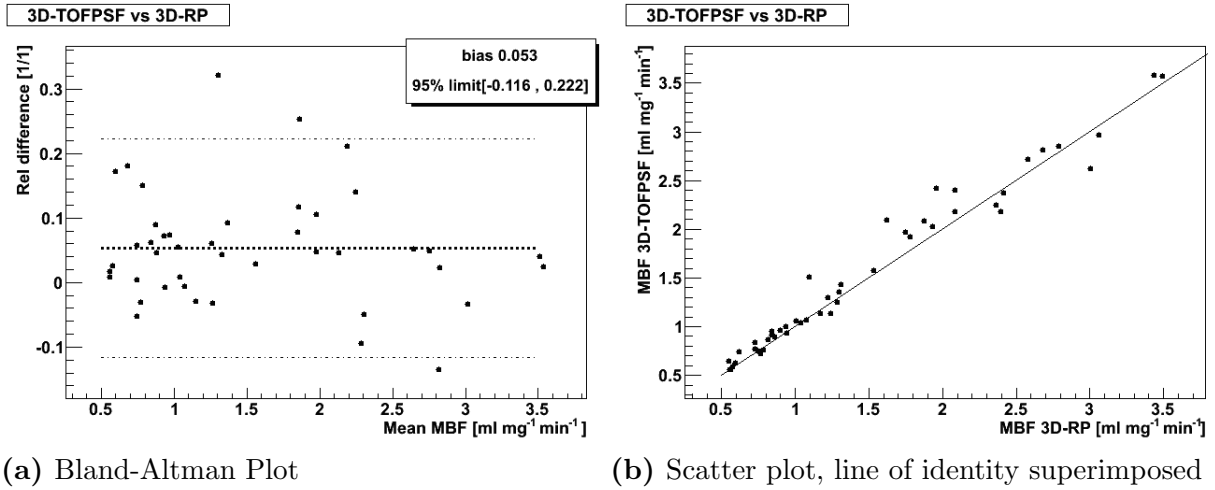 3D-TOFPSF vs 3D-RP
bias 0.053
95% limit[-0.116 , 0.222]
Rel difference [1/1]
0.3
0.2
0.1
0
-0.1
0.5 1 1.5 2 2.5 3 3.5
Mean MBF [ml mg⁻¹ min⁻¹]
(a) Bland-Altman Plot
3D-TOFPSF vs 3D-RP
MBF 3D-TOFPSF [ml mg⁻¹ min⁻¹]
3.5
3
2.5
2
1.5
1
0.5
0.5 1 1.5 2 2.5 3 3.5
MBF 3D-RP [ml mg⁻¹ min⁻¹]
(b) Scatter plot, line of identity superimposed